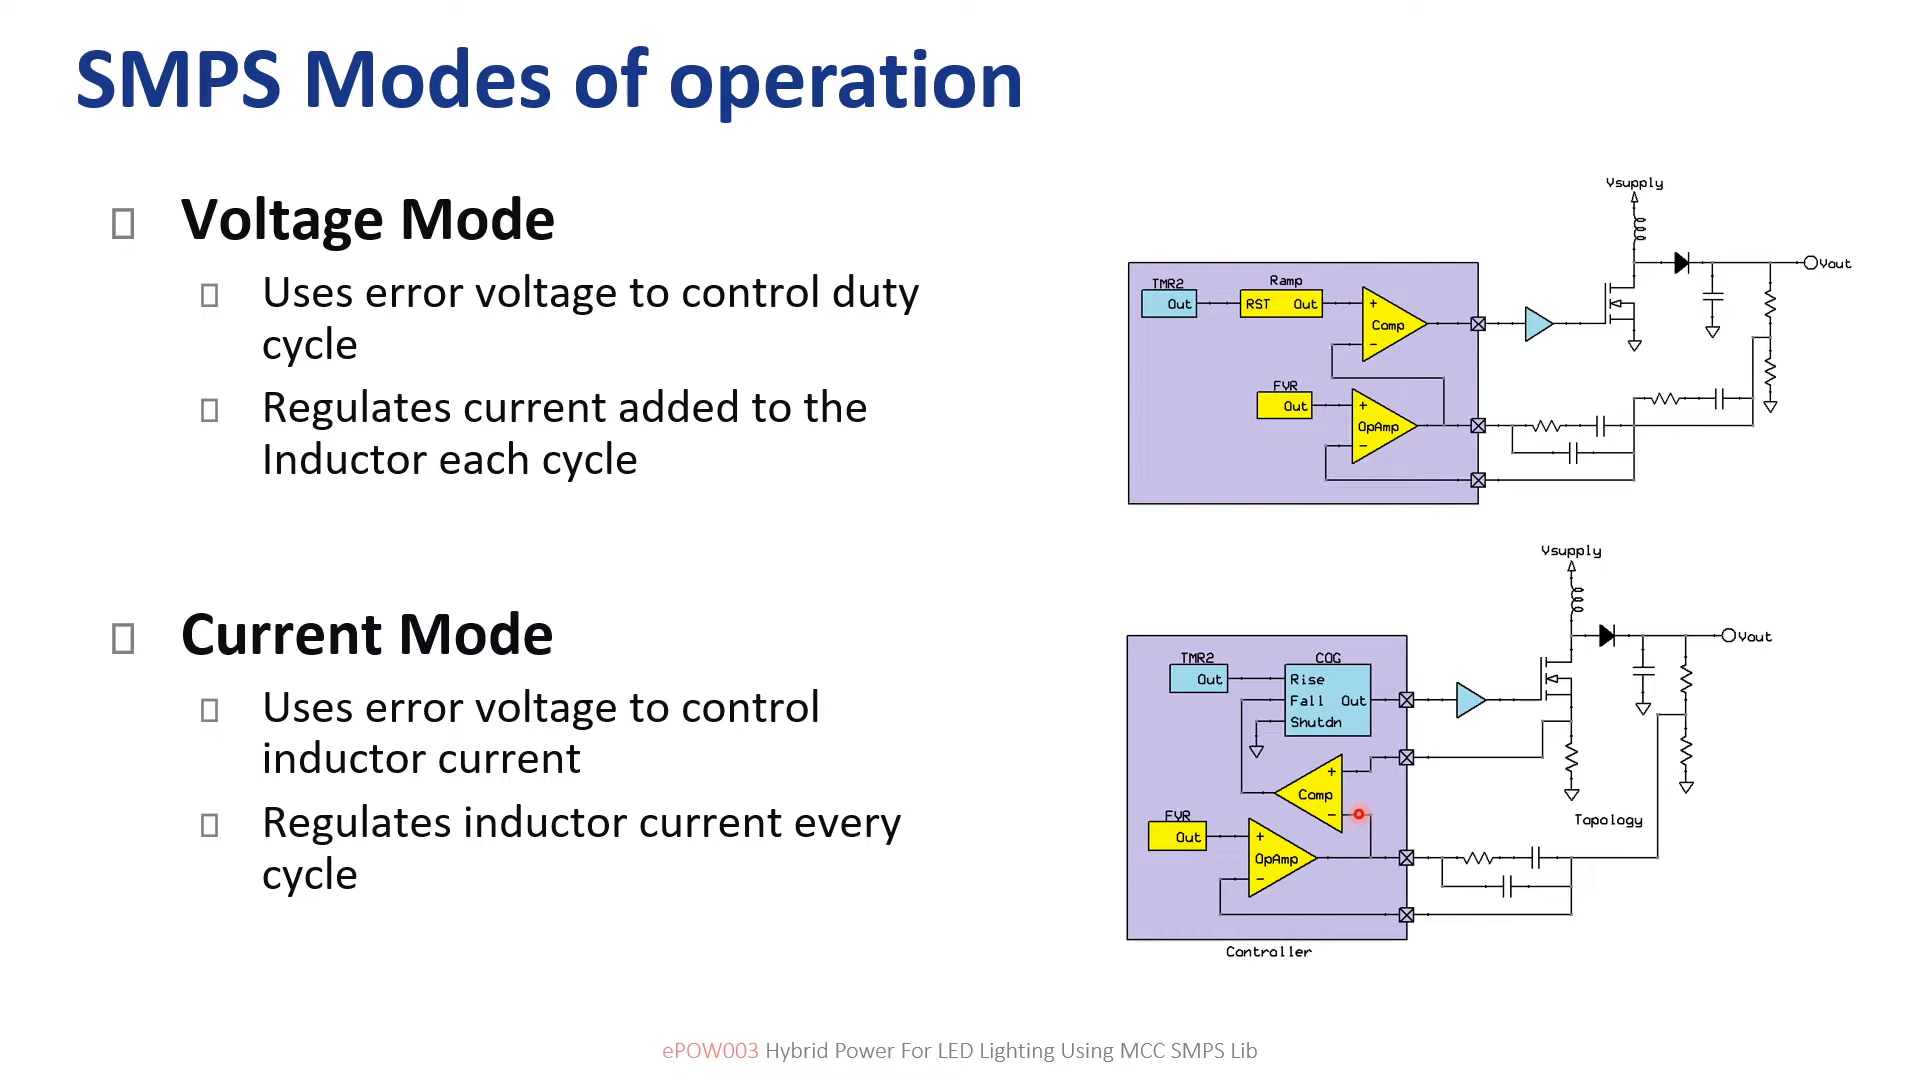 SMPS Modes of operation
Voltage Mode
Uses error voltage to control duty
cycle
Regulates current added to the
Inductor each cycle
Current Mode
Uses error voltage to control
inductor current
Regulates inductor current every
cycle
Vsupply
Vout
TMR2
Out
Ramp
RST Out
+
Comp
-
FVR
Out
+
OpAmp
-
Vsupply
Vout
TMR2
Out
COG
Rise
Fall Out
Shutdn
+
Comp
-
FVR
Out
+
OpAmp
-
Topology
Controller
ePOW003 Hybrid Power For LED Lighting Using MCC SMPS Lib